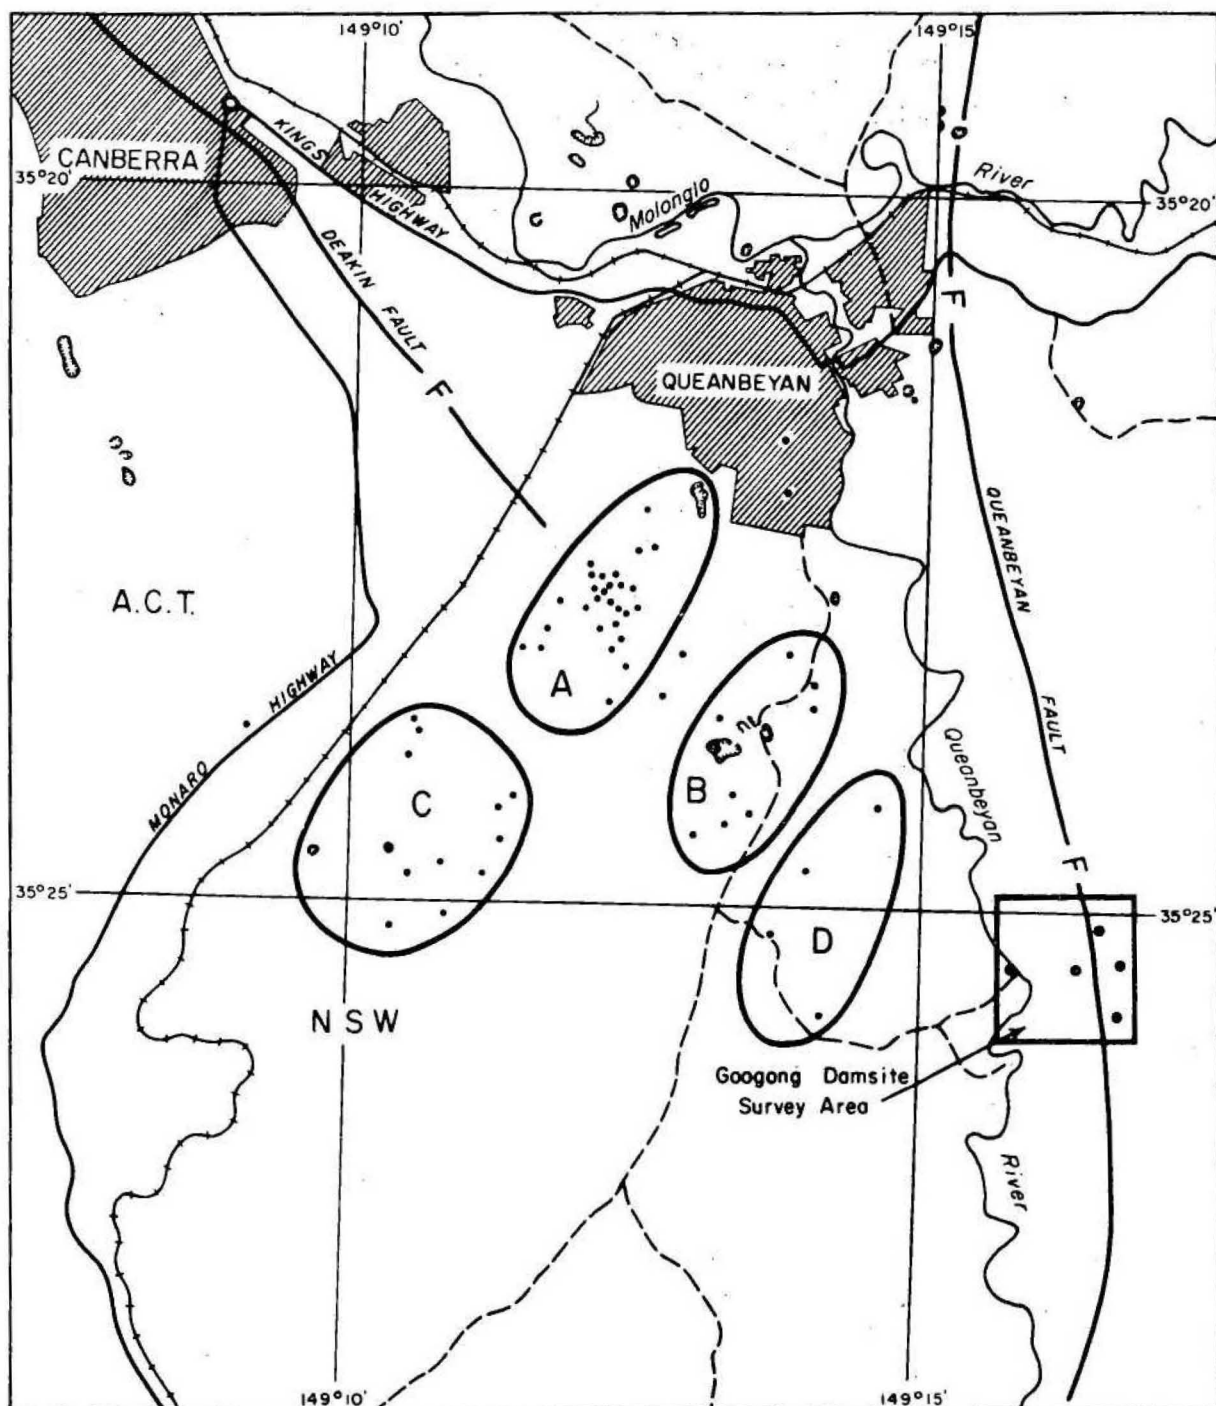 149°10'
149°15'
CANBERRA
KINGS
HIGHWAY
35°20'
River
35°20'
Molonglo
DEAKIN
FAULT
F
F
QUEANBEYAN
QUEANBEYAN
FAULT
A.C.T.
A
MONARO
HIGHWAY
B
C
Queanbeyan
F
35°25'
35°25'
D
NSW
Googong Damsite
Survey Area
River
149°10'
149°15'